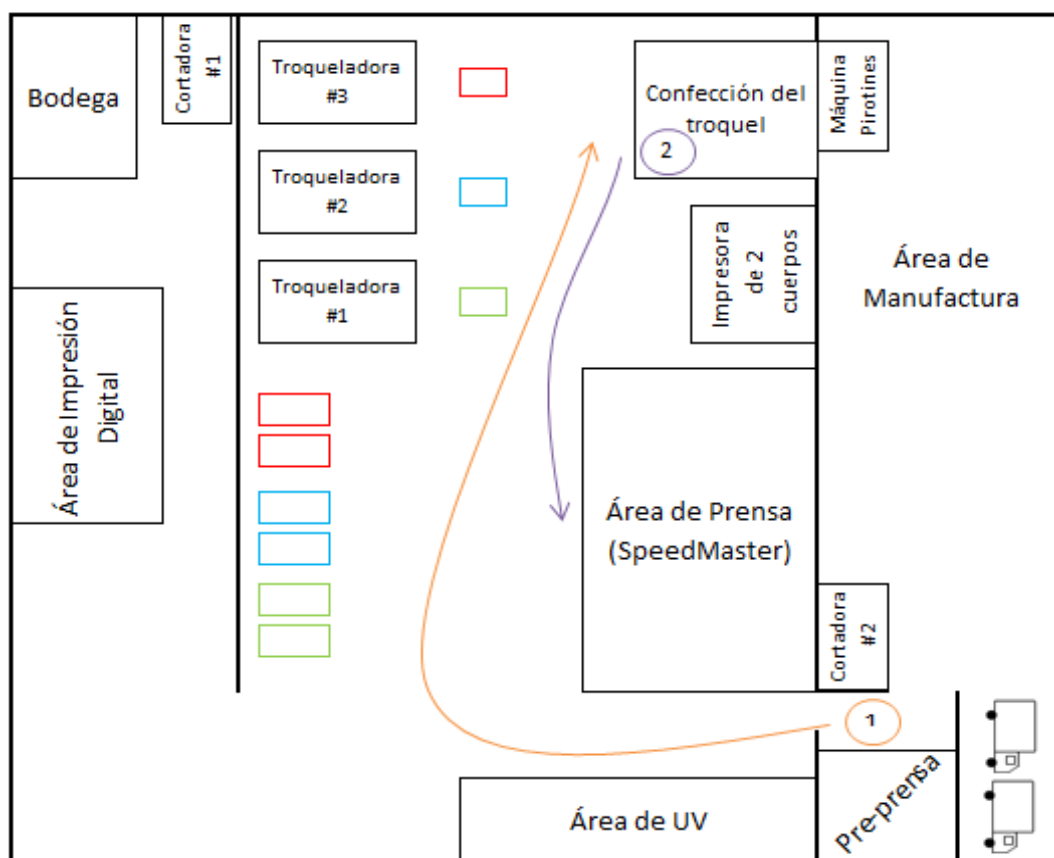 Bodega
Cortadora
#1
Troqueladora
#3
Confección del
troquel
2
Máquina
Pirotines
Troqueladora
#2
Impresora
de 2
cuerpos
Área de
Manufactura
Troqueladora
#1
Área de Impresión
Digital
Área de Prensa
(SpeedMaster)
Cortadora
#2
1
Área de UV
Pre-prensa